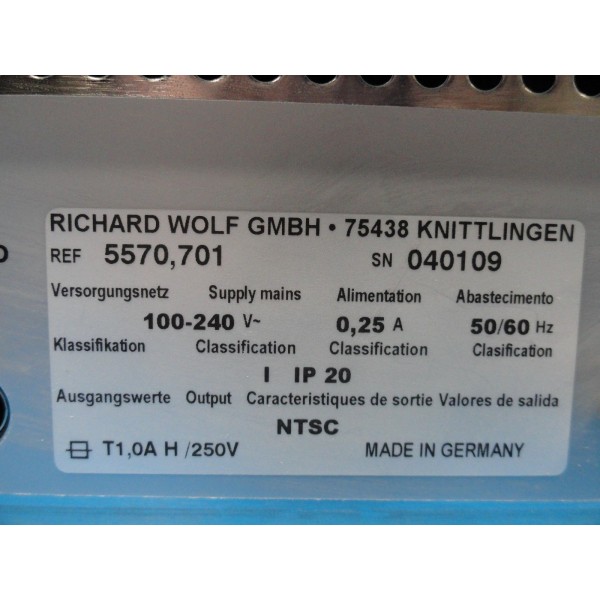 RICHARD WOLF GMBH • 75438 KNITTLINGEN
REF 5570,701 SN 040109
Versorgungsnetz Supply mains Alimentation Abastecimento
100-240 V~ 0,25 A 50/60 Hz
Klassifikation Classification Classification Clasification
I IP 20
Ausgangswerte Output Caracteristiques de sortie Valores de salida
NTSC
T1,0A H /250V MADE IN GERMANY